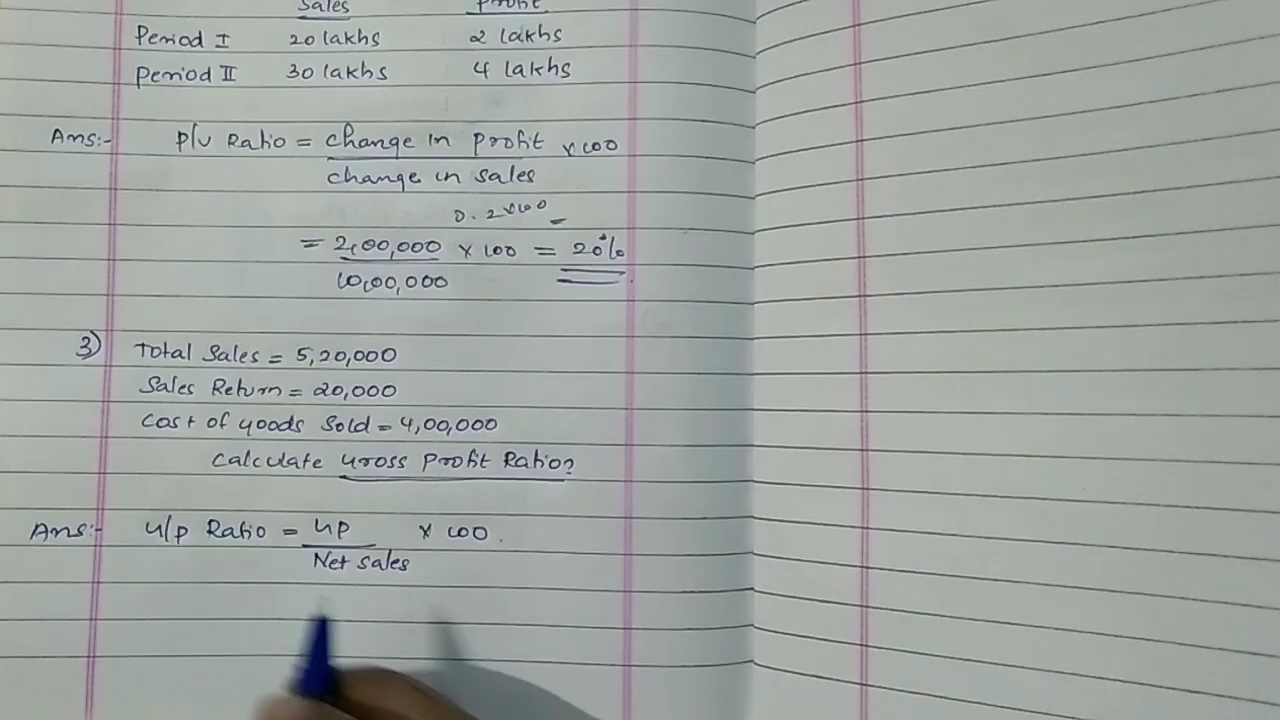 Sales Profit
Period I 20 lakhs 2 lakhs
Period II 30 lakhs 4 lakhs
Ans:- P/V Ratio = change in Profit x 100
change in sales
0.2x100
= 2,00,000 x 100 = 20%
10,00,000
3) Total Sales = 5,20,000
Sales Return = 20,000
Cost of Goods Sold = 4,00,000
Calculate Gross Profit Ratio?
Ans:- G/P Ratio = GP x 100.
Net sales